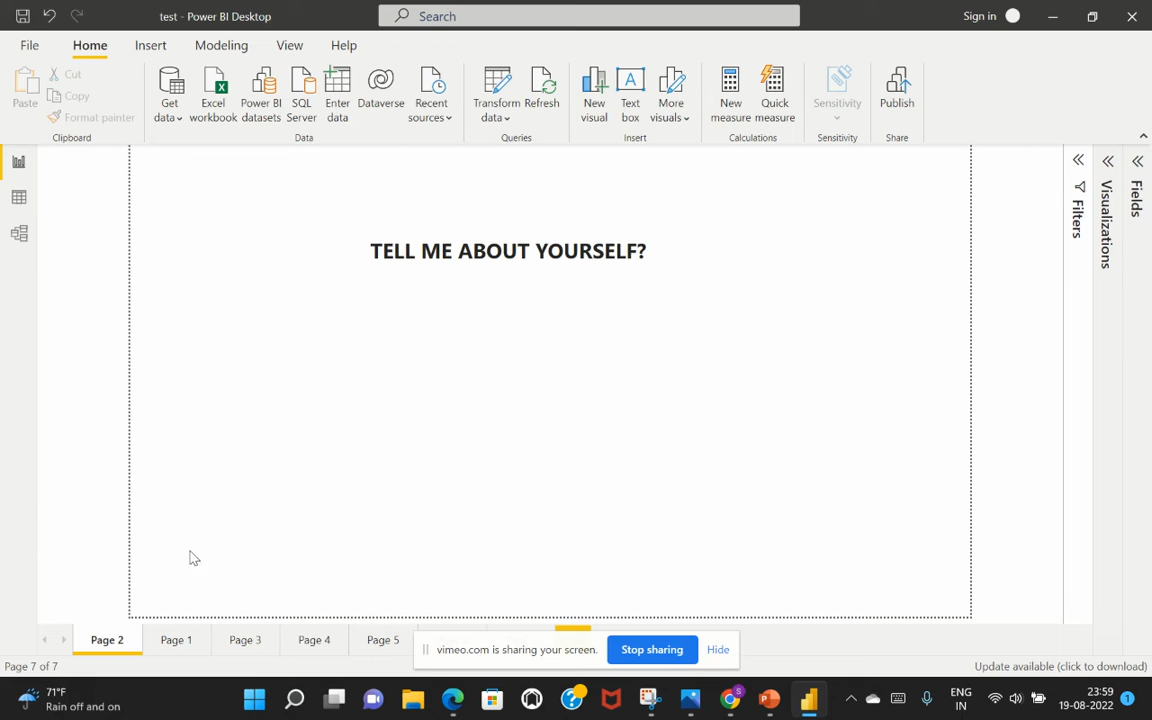 test - Power BI Desktop
Search
Sign in
File
Home
Insert
Modeling
View
Help
Paste
Cut
Copy
Format painter
Clipboard
Get data
Excel workbook
Power BI datasets
SQL Server
Enter data
Dataverse
Recent sources
Data
Transform data
Refresh
Queries
New visual
Text box
More visuals
Insert
New measure
Quick measure
Calculations
Sensitivity
Sensitivity
Publish
Share
Filters
Visualizations
Fields
TELL ME ABOUT YOURSELF?
Page 2
Page 1
Page 3
Page 4
Page 5
vimeo.com is sharing your screen.
Stop sharing
Hide
Page 7 of 7
Update available (click to download)
71°F
Rain off and on
ENG
IN
23:59
19-08-2022
1